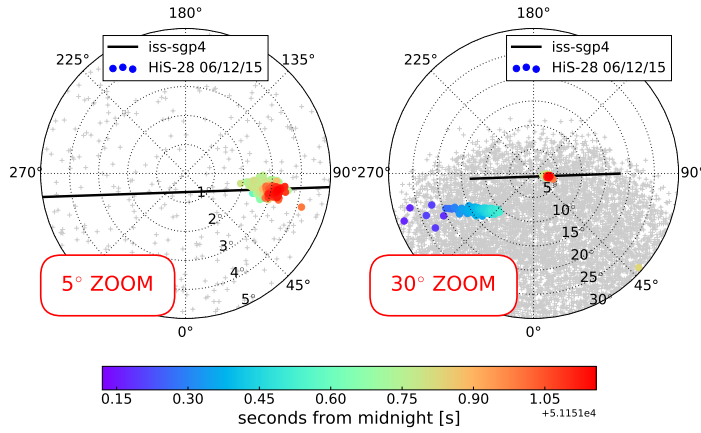 180°
180°
iss-sgp4
HiS-28 06/12/15
iss-sgp4
HiS-28 06/12/15
225°
135°
225°
270°
90°
270°
90°
1°
2°
3°
4°
5°
5°
10°
15°
20°
25°
30°
5° ZOOM
45°
30° ZOOM
45°
0°
0°
0.15 0.30 0.45 0.60 0.75 0.90 1.05
+5.1151e4
seconds from midnight [s]